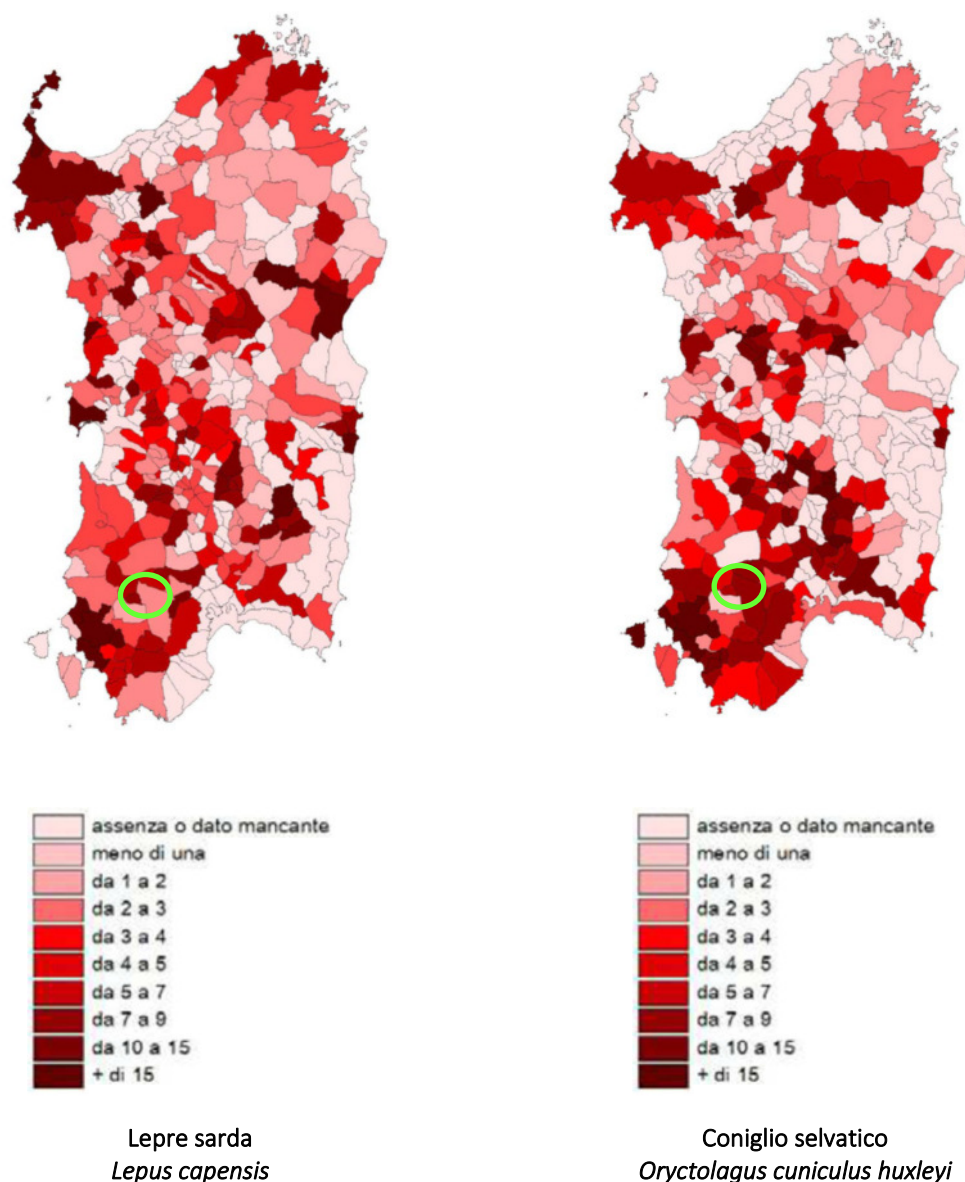 assenza o dato mancante
meno di una
da 1 a 2
da 2 a 3
da 3 a 4
da 4 a 5
da 5 a 7
da 7 a 9
da 10 a 15
+ di 15
Lepre sarda
Lepus capensis
assenza o dato mancante
meno di una
da 1 a 2
da 2 a 3
da 3 a 4
da 4 a 5
da 5 a 7
da 7 a 9
da 10 a 15
+ di 15
Coniglio selvatico
Oryctolagus cuniculus huxleyi